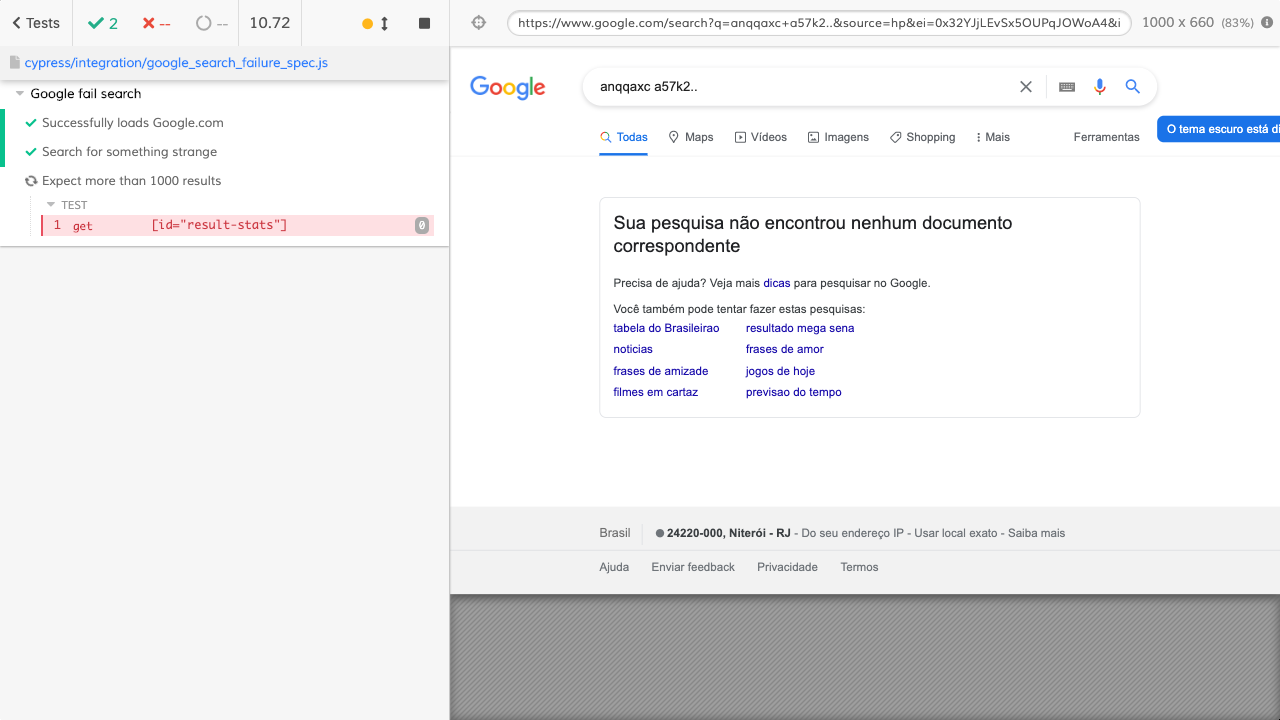 Tests
2
--
--
10.72
https://www.google.com/search?q=anqqaxc+a57k2..&source=hp&ei=0x32YJjLEvSx5OUPqJOWoA4&i
1000 x 660 (83%)
cypress/integration/google_search_failure_spec.js
Google fail search
Successfully loads Google.com
Search for something strange
Expect more than 1000 results
TEST
1 get [id="result-stats"] 0
Google
anqqaxc a57k2..
Todas Maps Vídeos Imagens Shopping Mais Ferramentas
O tema escuro está di
Sua pesquisa não encontrou nenhum documento
correspondente
Precisa de ajuda? Veja mais dicas para pesquisar no Google.
Você também pode tentar fazer estas pesquisas:
tabela do Brasileirao resultado mega sena
noticias frases de amor
frases de amizade jogos de hoje
filmes em cartaz previsao do tempo
Brasil 24220-000, Niterói - RJ - Do seu endereço IP - Usar local exato - Saiba mais
Ajuda Enviar feedback Privacidade Termos